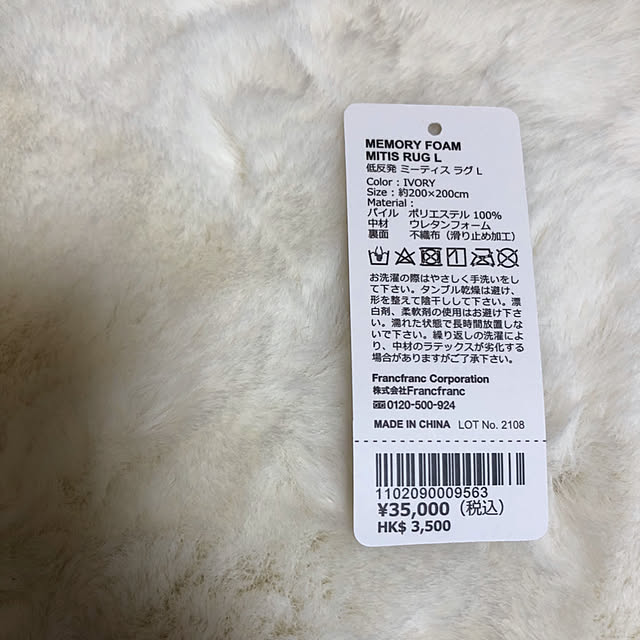 MEMORY FOAM
MITIS RUG L
低反発 ミーティス ラグ L
Color : IVORY
Size : 約200×200cm
Material :
パイル ポリエステル 100%
中材 ウレタンフォーム
裏面 不織布（滑り止め加工）
お洗濯の際はやさしく手洗いをし
て下さい。タンブル乾燥は避け、
形を整えて陰干しして下さい。漂
白剤、柔軟剤の使用はお避け下さ
い。濡れた状態で長時間放置しな
いで下さい。繰り返しの洗濯によ
り、中材のラテックスが劣化する
場合がありますがご了承下さい。
Francfranc Corporation
株式会社Francfranc
0120-500-924
MADE IN CHINA LOT No. 2108
1102090009563
¥35,000（税込）
HK$ 3,500